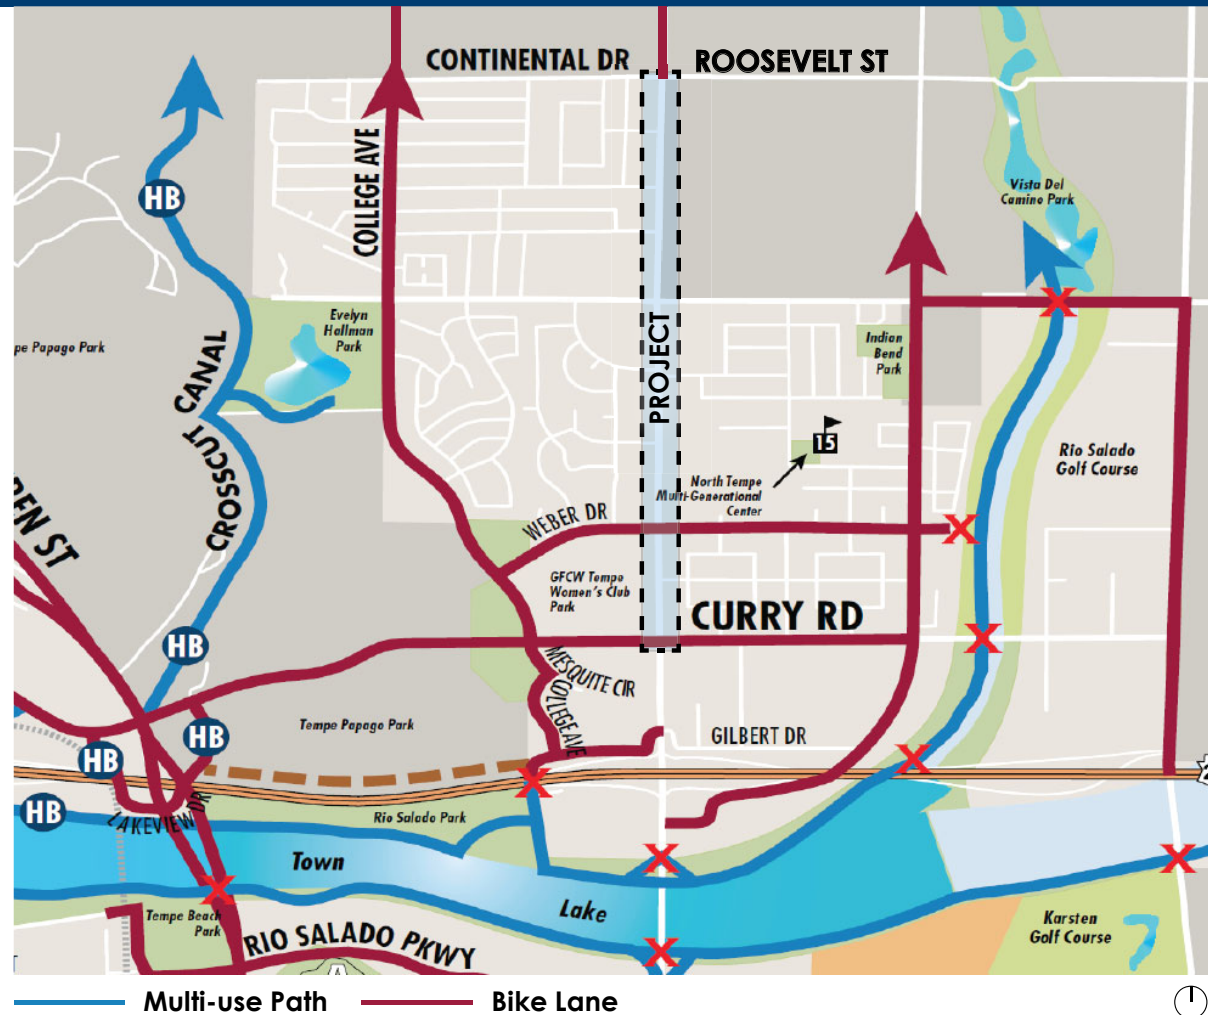 CONTINENTAL DR
ROOSEVELT ST
COLLEGE AVE
HB
Vista Del
Camino Park
Evelyn
Hallman
Park
pe Papago Park
CROSSCUT CANAL
PROJECT
Indian
Bend
Park
15
Rio Salado
Golf Course
North Tempe
Multi-Generational
Center
WEBER DR
DEN ST
GFCW Tempe
Women's Club
Park
CURRY RD
HB
MESQUITE CIR
COLLEGE AVE
Tempe Papago Park
GILBERT DR
HB
HB
HB
LAKEVIEW DR
Rio Salado Park
Town
Lake
Tempe Beach
Park
RIO SALADO PKWY
Karsten
Golf Course
Multi-use Path
Bike Lane